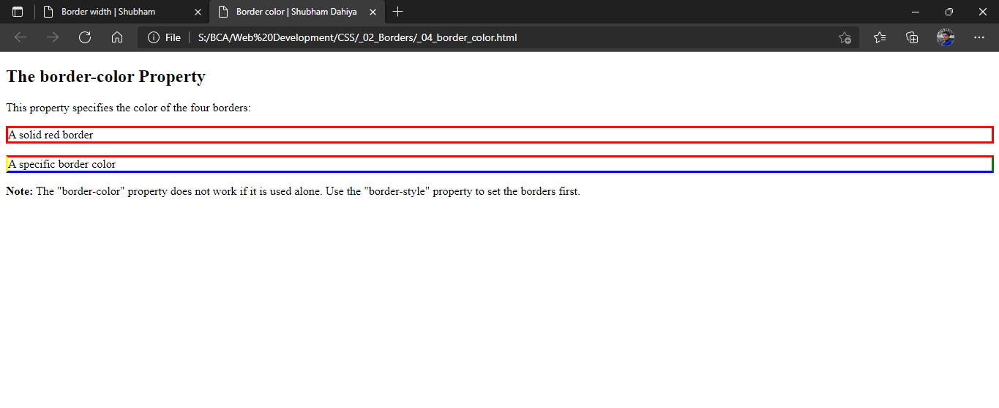 Border width | Shubham
Border color | Shubham Dahiya
File
S:/BCA/Web%20Development/CSS/_02_Borders/_04_border_color.html
The border-color Property
This property specifies the color of the four borders:
A solid red border
A specific border color
Note: The "border-color" property does not work if it is used alone. Use the "border-style" property to set the borders first.